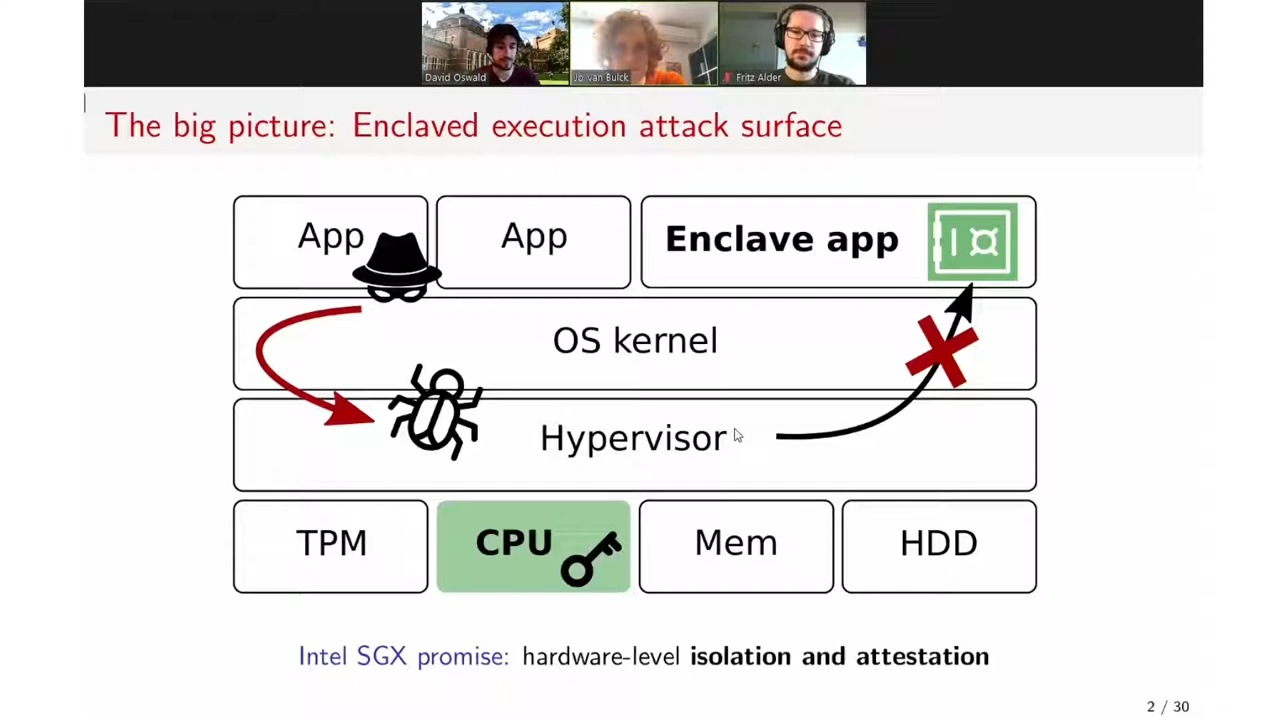 David Oswald
Jo Van Bulck
Fritz Alder
The big picture: Enclaved execution attack surface
App
App
Enclave app
OS kernel
Hypervisor
TPM
CPU
Mem
HDD
Intel SGX promise: hardware-level isolation and attestation
2 / 30